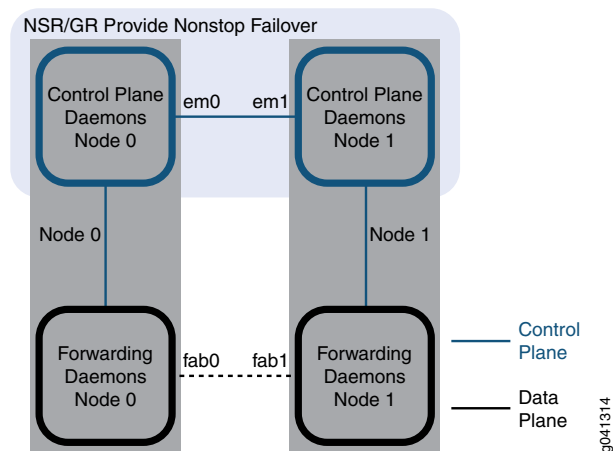 NSR/GR Provide Nonstop Failover
Control Plane
Daemons
Node 0
em0
em1
Control Plane
Daemons
Node 1
Node 0
Node 1
Forwarding
Daemons
Node 0
fab0
fab1
Forwarding
Daemons
Node 1
Control
Plane
Data
Plane
g041314